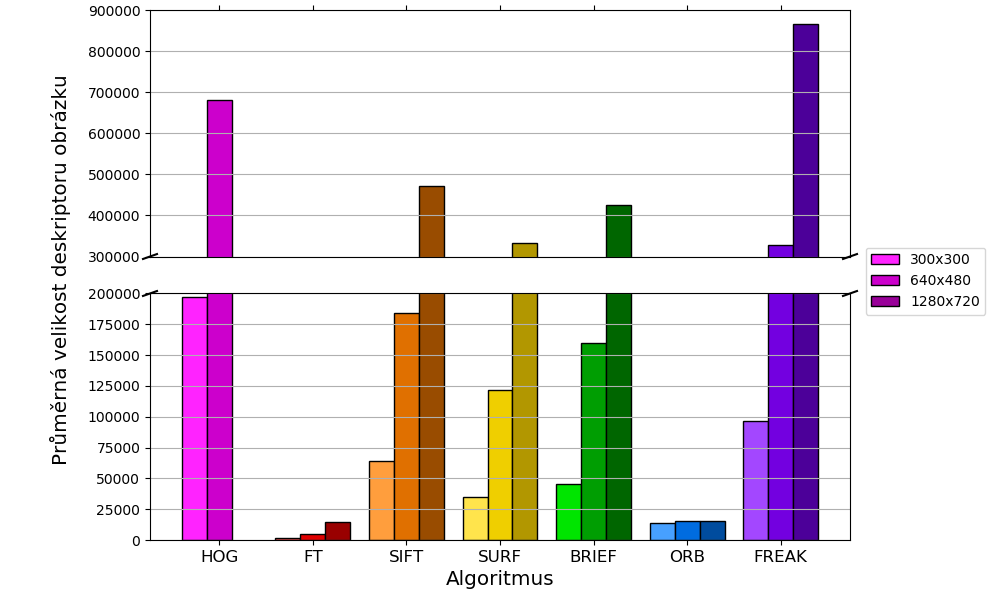 Průměrná velikost deskriptoru obrázku
900000
800000
700000
600000
500000
400000
300000
200000
175000
150000
125000
100000
75000
50000
25000
0
HOG FT SIFT SURF BRIEF ORB FREAK
Algoritmus
300x300
640x480
1280x720